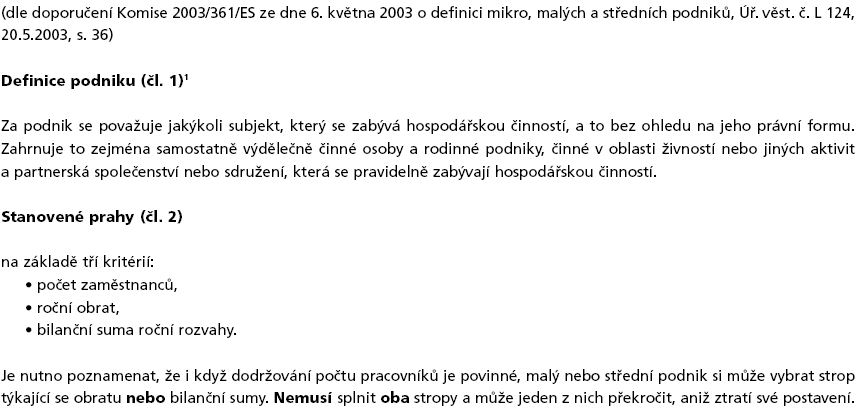 (dle doporučení Komise 2003/361/ES ze dne 6. května 2003 o definici mikro, malých a středních podniků, Úř. věst. č. L 124,
20.5.2003, s. 36)
Definice podniku (čl. 1)¹
Za podnik se považuje jakýkoli subjekt, který se zabývá hospodářskou činností, a to bez ohledu na jeho právní formu.
Zahrnuje to zejména samostatně výdělečně činné osoby a rodinné podniky, činné v oblasti živností nebo jiných aktivit
a partnerská společenství nebo sdružení, která se pravidelně zabývají hospodářskou činností.
Stanovené prahy (čl. 2)
na základě tří kritérií:
• počet zaměstnanců,
• roční obrat,
• bilanční suma roční rozvahy.
Je nutno poznamenat, že i když dodržování počtu pracovníků je povinné, malý nebo střední podnik si může vybrat strop
týkající se obratu nebo bilanční sumy. Nemusí splnit oba stropy a může jeden z nich překročit, aniž ztratí své postavení.